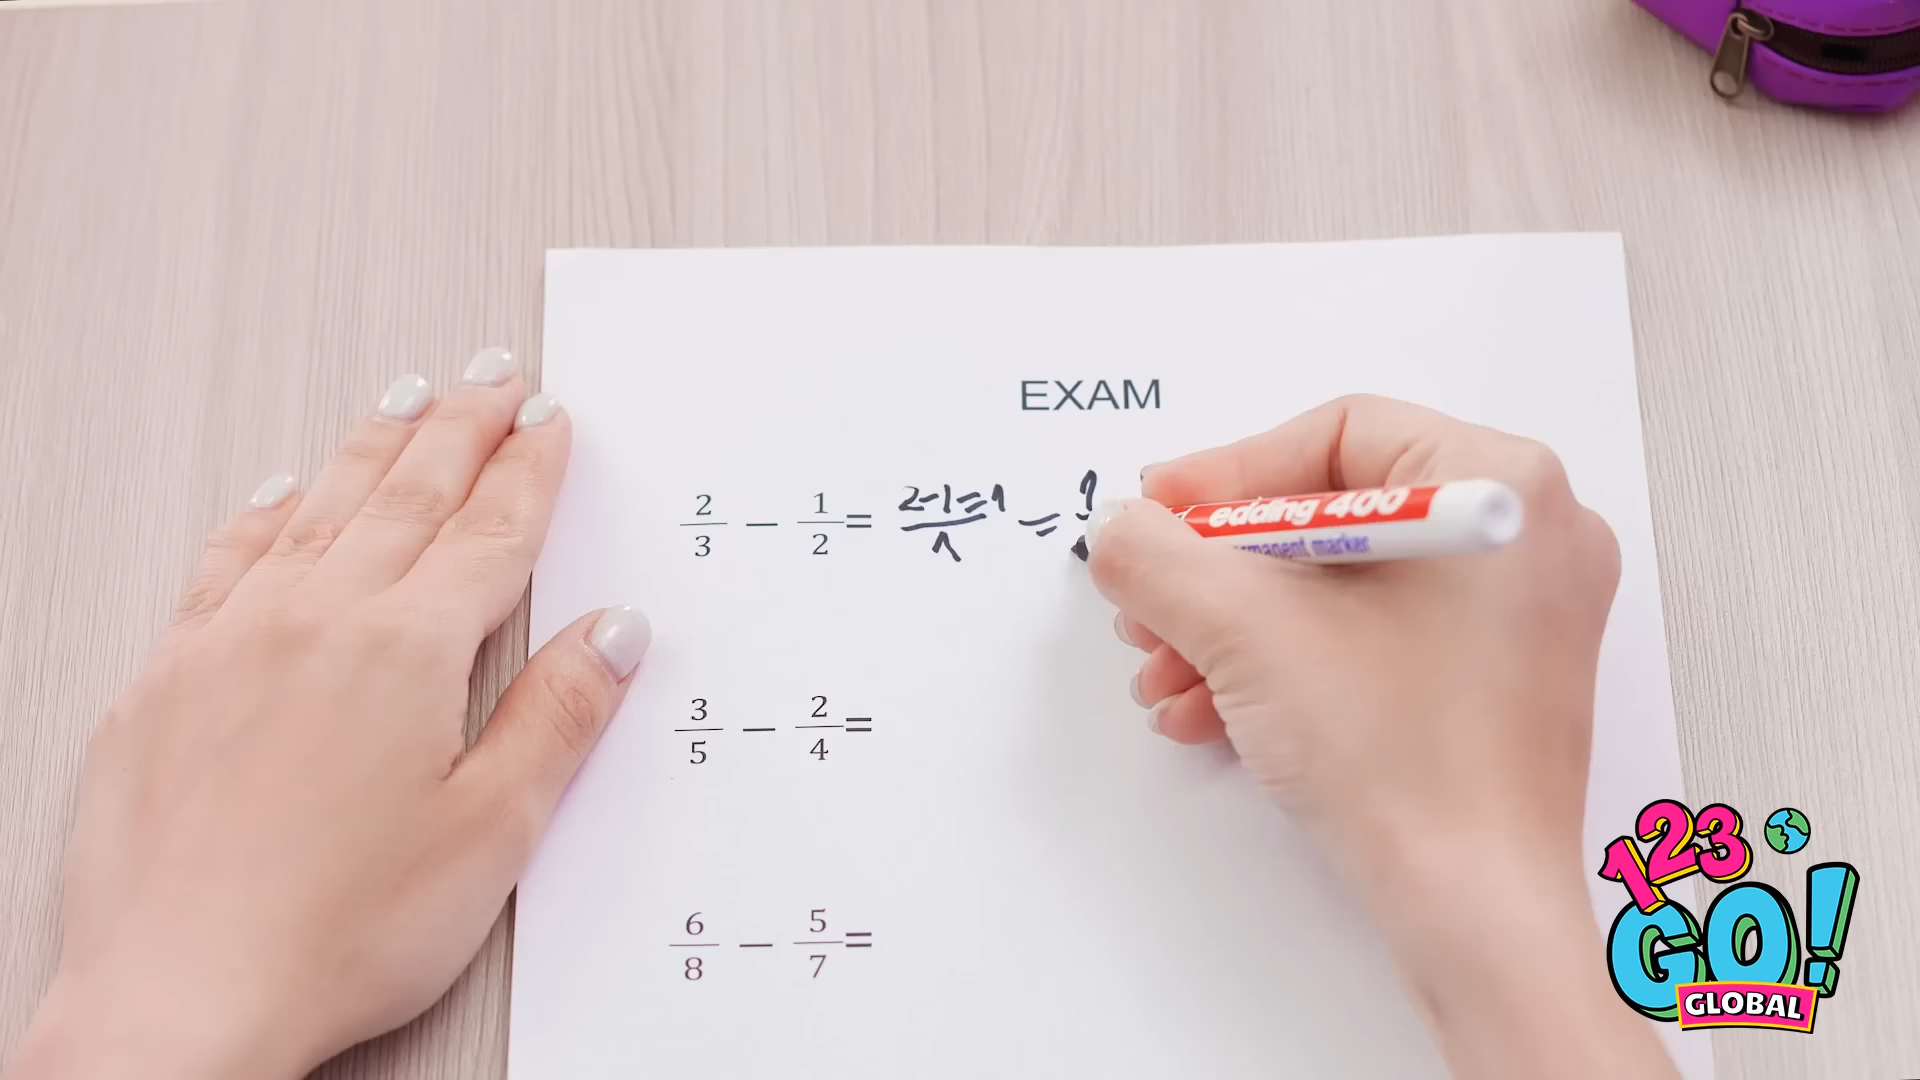 EXAM
2/3 — 1/2 = 2-1=1/1 = 1
3/5 — 2/4 =
6/8 — 5/7 =
edding 400
permanent marker
123
GO!
GLOBAL